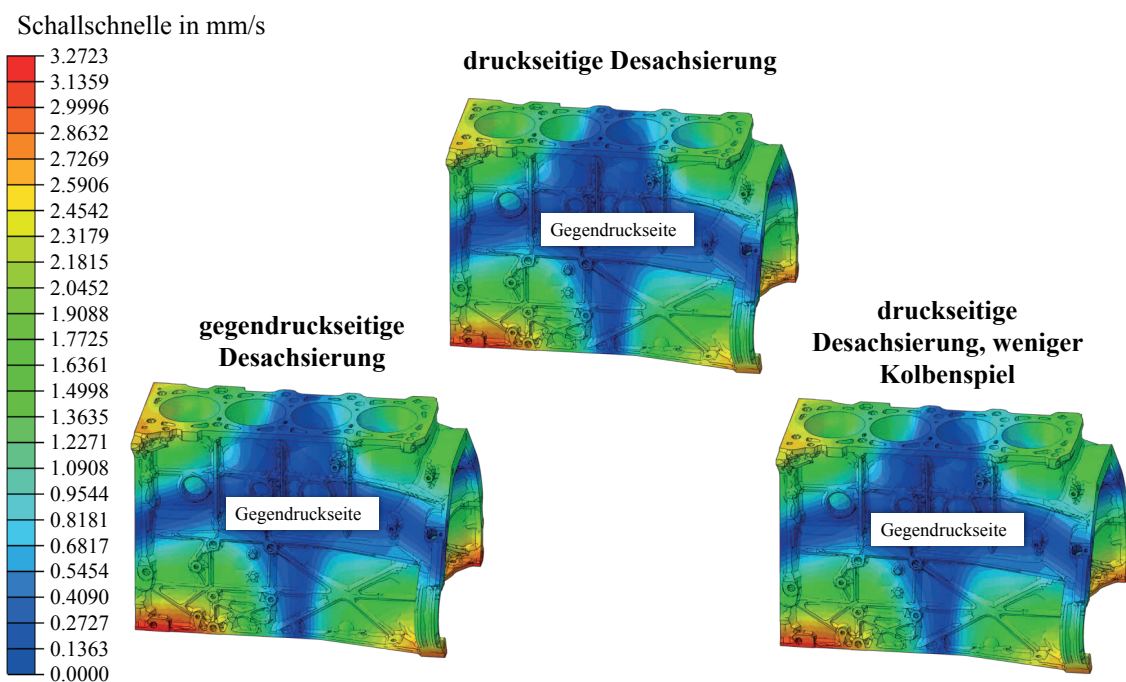 Schallschnelle in mm/s
3.2723
3.1359
2.9996
2.8632
2.7269
2.5906
2.4542
2.3179
2.1815
2.0452
1.9088
1.7725
1.6361
1.4998
1.3635
1.2271
1.0908
0.9544
0.8181
0.6817
0.5454
0.4090
0.2727
0.1363
0.0000
druckseitige Desachsierung
Gegendruckseite
gegendruckseitige
Desachsierung
Gegendruckseite
druckseitige
Desachsierung, weniger
Kolbenspiel
Gegendruckseite